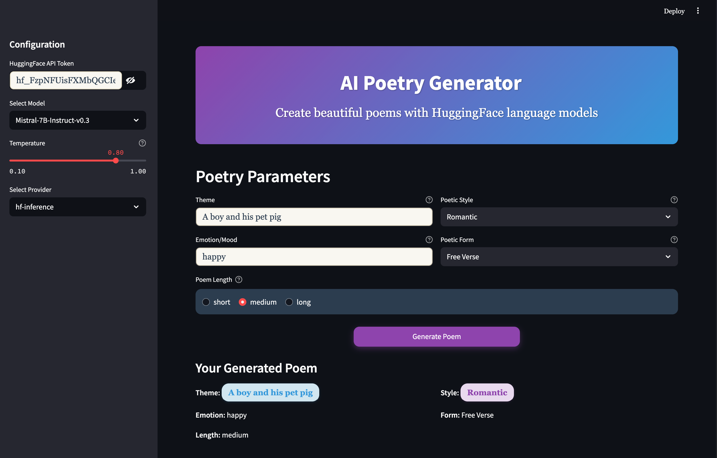 Deploy
Configuration
HuggingFace API Token
Select Model
Mistral-7B-Instruct-v0.3
Temperature
0.80
0.10 1.00
Select Provider
hf-inference
AI Poetry Generator
Create beautiful poems with HuggingFace language models
Poetry Parameters
Theme
A boy and his pet pig
Poetic Style
Romantic
Emotion/Mood
happy
Poetic Form
Free Verse
Poem Length
short medium long
Generate Poem
Your Generated Poem
Theme: A boy and his pet pig
Style: Romantic
Emotion: happy
Form: Free Verse
Length: medium